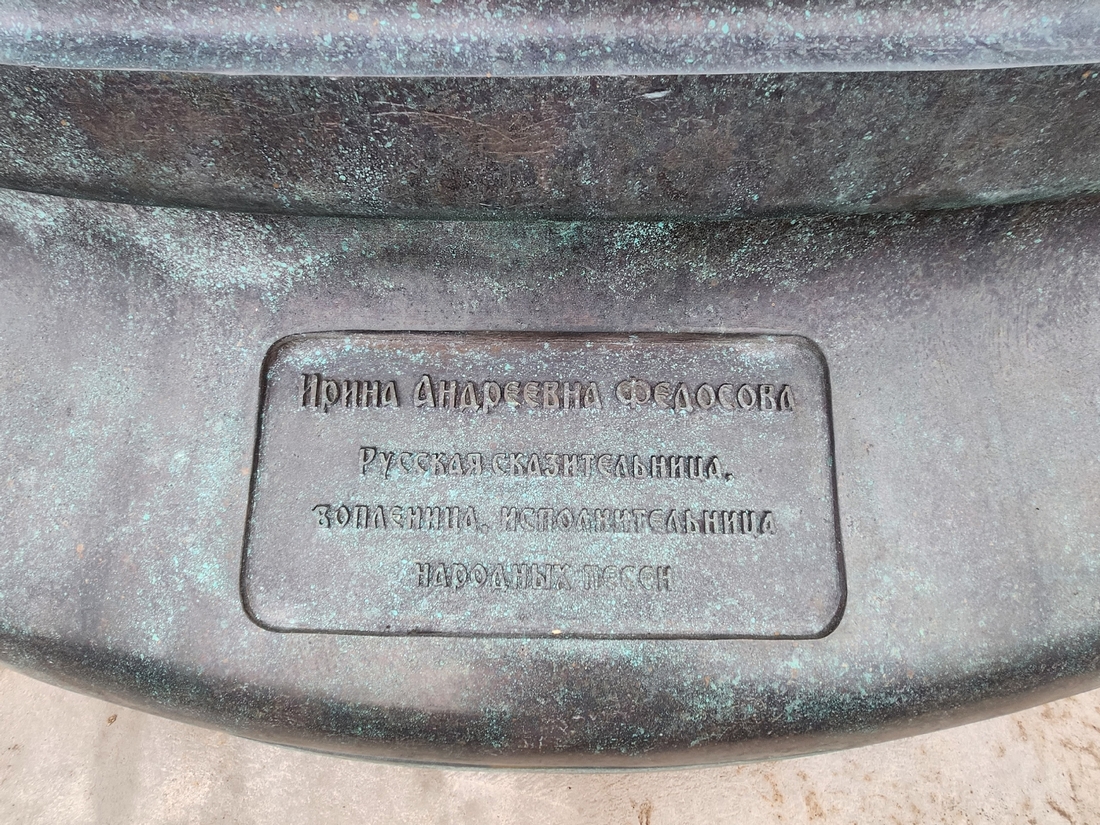 Ирина Андреевна Федосова
Русская сказительница,
вопленица, исполнительница
народных песен